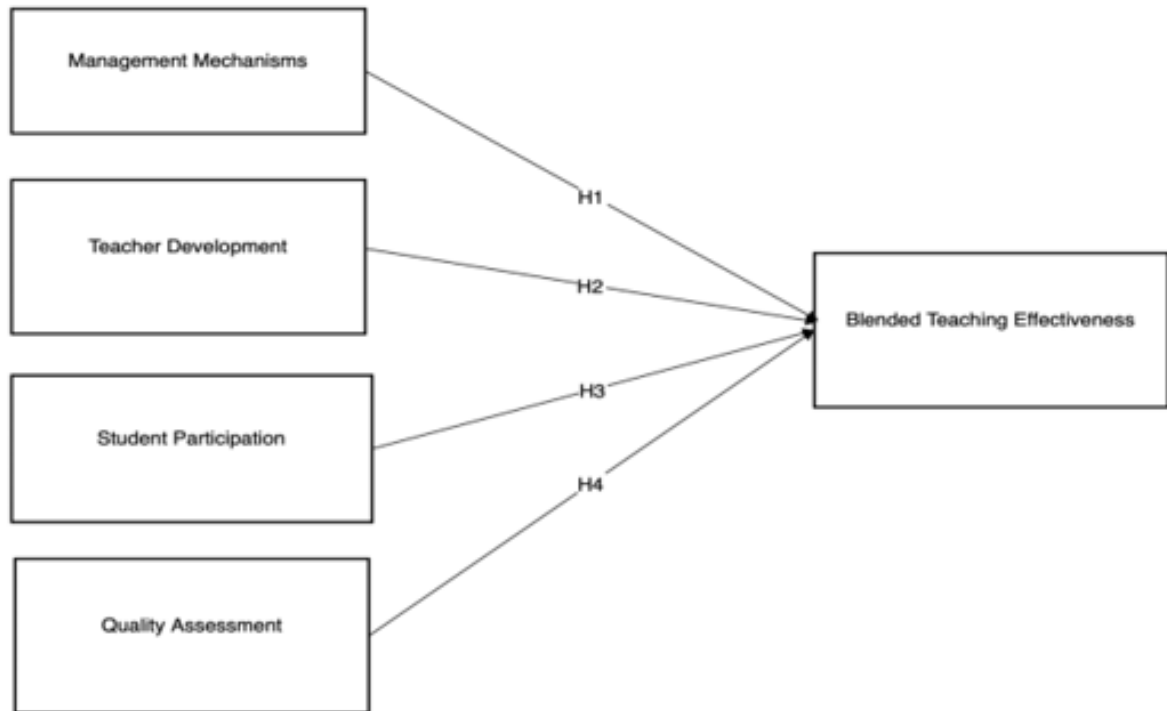 Management Mechanisms
H1
Teacher Development
H2
Blended Teaching Effectiveness
H3
Student Participation
H4
Quality Assessment